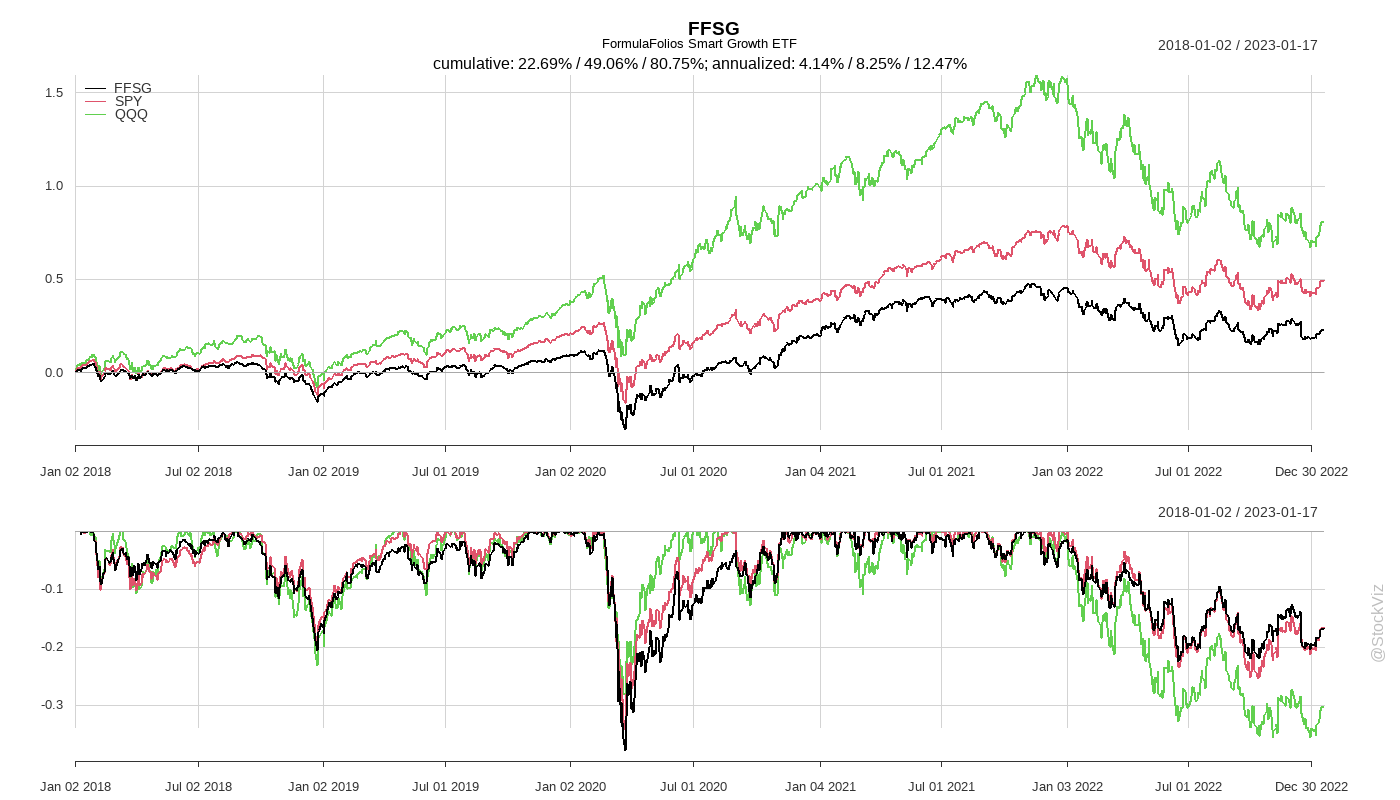 FFSG
FormulaFolios Smart Growth ETF
2018-01-02 / 2023-01-17
cumulative: 22.69% / 49.06% / 80.75%; annualized: 4.14% / 8.25% / 12.47%
FFSG
SPY
QQQ
1.5
1.0
0.5
0.0
Jan 02 2018 Jul 02 2018 Jan 02 2019 Jul 01 2019 Jan 02 2020 Jul 01 2020 Jan 04 2021 Jul 01 2021 Jan 03 2022 Jul 01 2022 Dec 30 2022
2018-01-02 / 2023-01-17
-0.1
-0.2
-0.3
Jan 02 2018 Jul 02 2018 Jan 02 2019 Jul 01 2019 Jan 02 2020 Jul 01 2020 Jan 04 2021 Jul 01 2021 Jan 03 2022 Jul 01 2022 Dec 30 2022
@StockViz